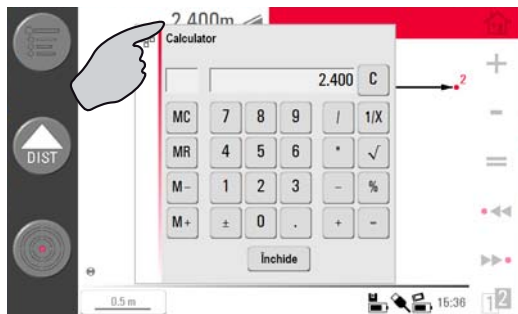 2.400m
Calculator
2.400 C
2
MC 7 8 9 / 1/X
MR 4 5 6 * √
DIST
M- 1 2 3 - %
M+ ± 0 . + =
Închide
0.5 m
15:36
1 2